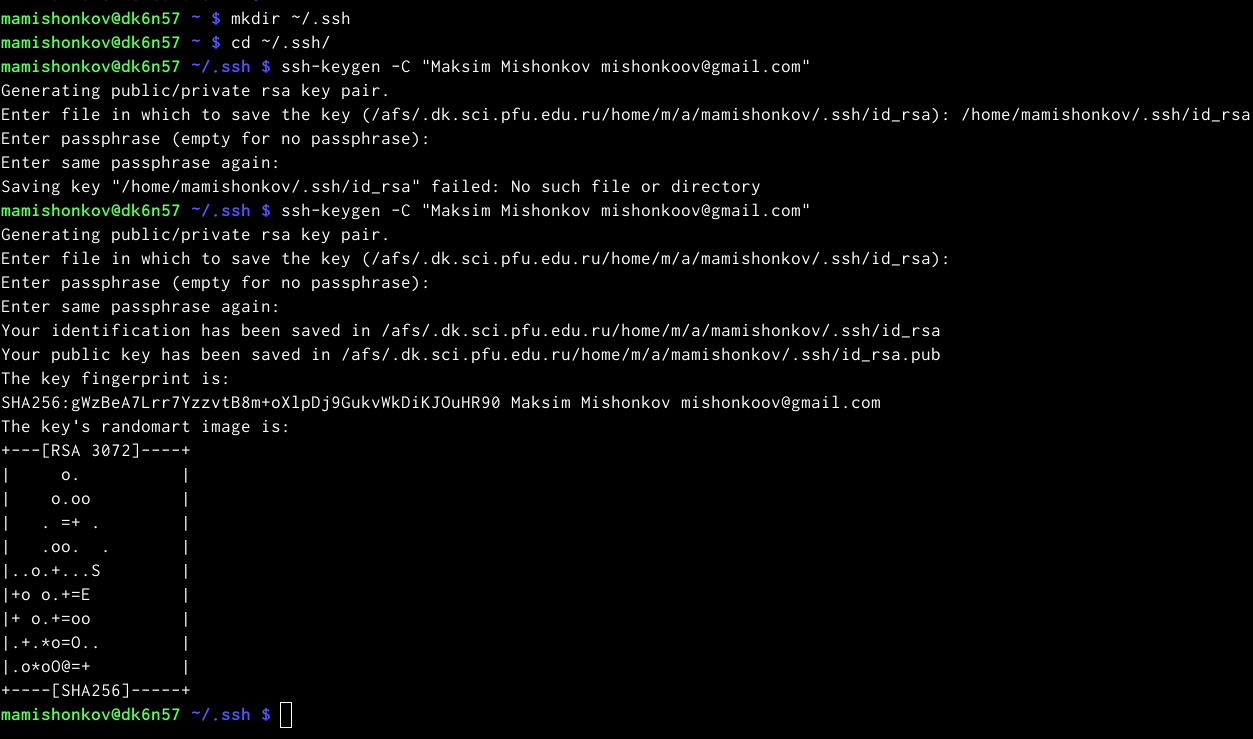 mamishonkov@dk6n57 ~ $ mkdir ~/.ssh
mamishonkov@dk6n57 ~ $ cd ~/.ssh/
mamishonkov@dk6n57 ~/.ssh $ ssh-keygen -C "Maksim Mishonkov mishonkoov@gmail.com"
Generating public/private rsa key pair.
Enter file in which to save the key (/afs/.dk.sci.pfu.edu.ru/home/m/a/mamishonkov/.ssh/id_rsa): /home/mamishonkov/.ssh/id_rsa
Enter passphrase (empty for no passphrase):
Enter same passphrase again:
Saving key "/home/mamishonkov/.ssh/id_rsa" failed: No such file or directory
mamishonkov@dk6n57 ~/.ssh $ ssh-keygen -C "Maksim Mishonkov mishonkoov@gmail.com"
Generating public/private rsa key pair.
Enter file in which to save the key (/afs/.dk.sci.pfu.edu.ru/home/m/a/mamishonkov/.ssh/id_rsa):
Enter passphrase (empty for no passphrase):
Enter same passphrase again:
Your identification has been saved in /afs/.dk.sci.pfu.edu.ru/home/m/a/mamishonkov/.ssh/id_rsa
Your public key has been saved in /afs/.dk.sci.pfu.edu.ru/home/m/a/mamishonkov/.ssh/id_rsa.pub
The key fingerprint is:
SHA256:gWzBeA7Lrr7YzzvtB8m+oXlpDj9GukvWkDiKJOuHR90 Maksim Mishonkov mishonkoov@gmail.com
The key's randomart image is:
+---[RSA 3072]----+
|     o.          |
|    o.oo         |
|   . =+ .        |
|   .oo.  .       |
|..o.+...S        |
|+o o.+=E         |
|+ o.+=oo         |
|.+.*o=O..        |
|.o*oO@=+         |
+----[SHA256]-----+
mamishonkov@dk6n57 ~/.ssh $